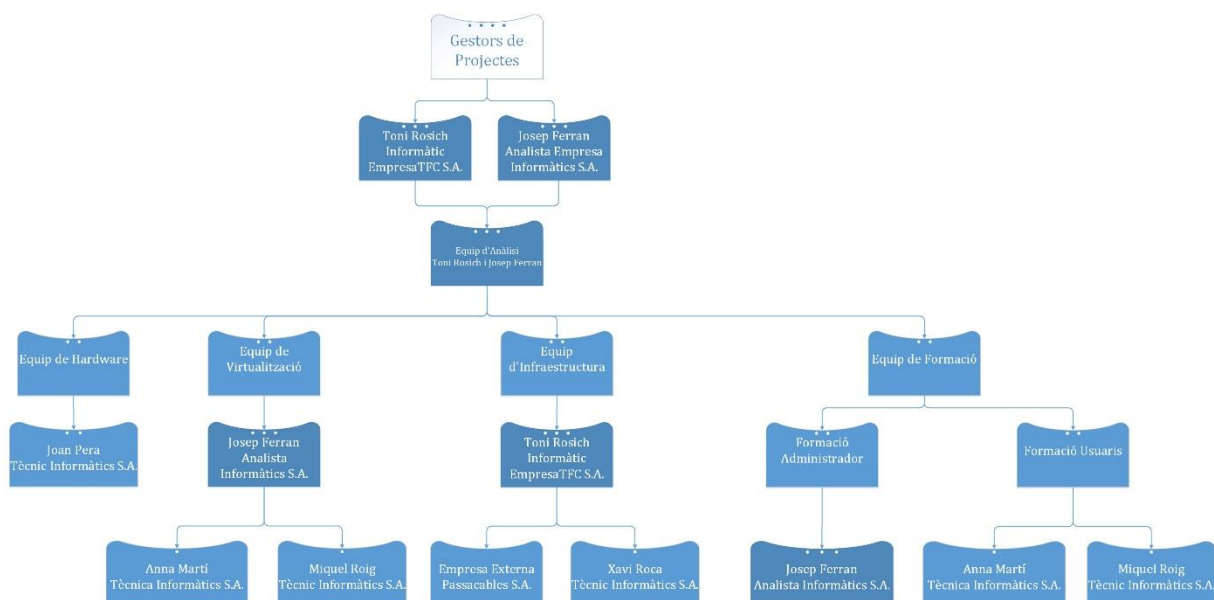 Gestors de
Projectes
Toni Rosich
Informàtic
EmpresaTFC S.A.
Josep Ferran
Analista Empresa
Informàtics S.A.
Equip d'Anàlisi
Toni Rosich i Josep Ferran
Equip de Hardware
Equip de
Virtualització
Equip
d'Infraestructura
Equip de Formació
Joan Pera
Tècnic Informàtics S.A.
Josep Ferran
Analista
Informàtics S.A.
Toni Rosich
Informàtic
EmpresaTFC S.A.
Formació
Administrador
Formació Usuaris
Anna Martí
Tècnica Informàtics S.A.
Miquel Roig
Tècnic Informàtics S.A.
Empresa Externa
Passacables S.A.
Xavi Roca
Tècnic Informàtics S.A.
Josep Ferran
Analista Informàtics S.A.
Anna Martí
Tècnica Informàtics S.A.
Miquel Roig
Tècnic Informàtics S.A.